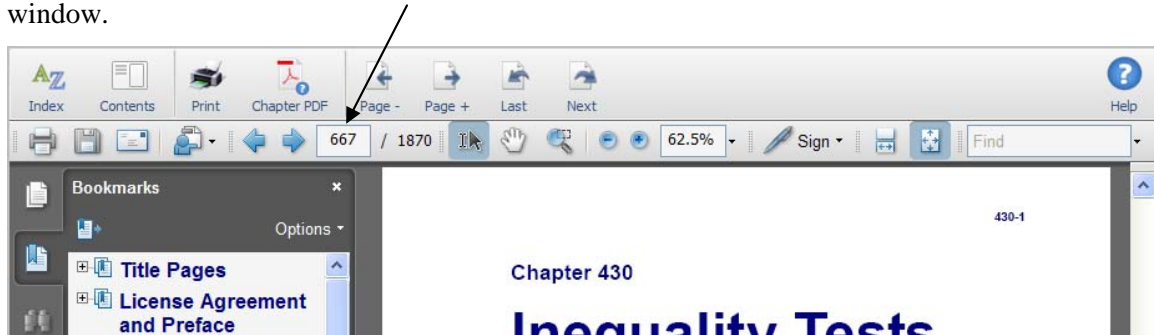 window.
AZ
Index Contents Print Chapter PDF Page - Page + Last Next Help
667 / 1870 62.5% Sign Find
Bookmarks
Options
430-1
Title Pages
Chapter 430
License Agreement
and Preface
Inequality Tests